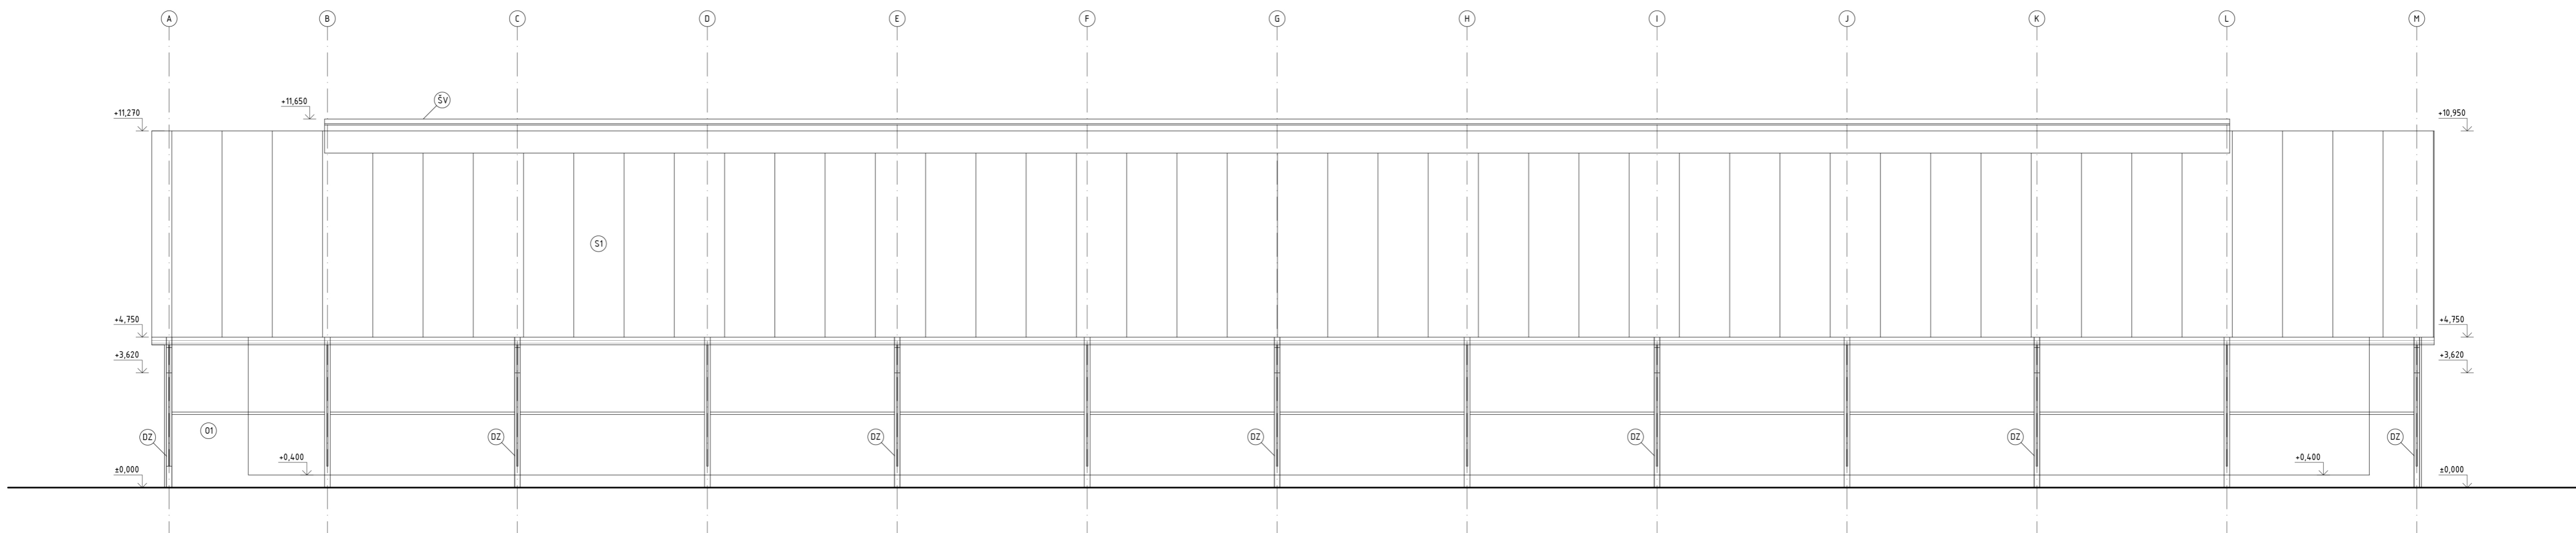 A B C D E F G H I J K L M
ŠV
+11,650
+11,270 +10,950
S1
+4,750 +4,750
+3,620 +3,620
O1
DZ DZ DZ DZ DZ DZ DZ
+0,400 +0,400
±0,000 ±0,000